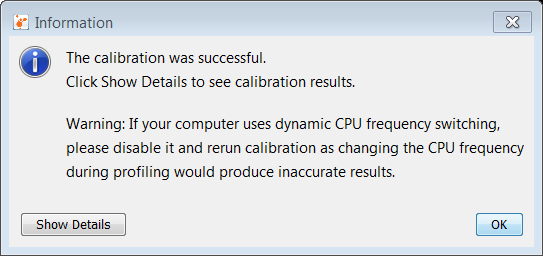 Information
The calibration was successful.
Click Show Details to see calibration results.
Warning: If your computer uses dynamic CPU frequency switching,
please disable it and rerun calibration as changing the CPU frequency
during profiling would produce inaccurate results.
Show Details
OK